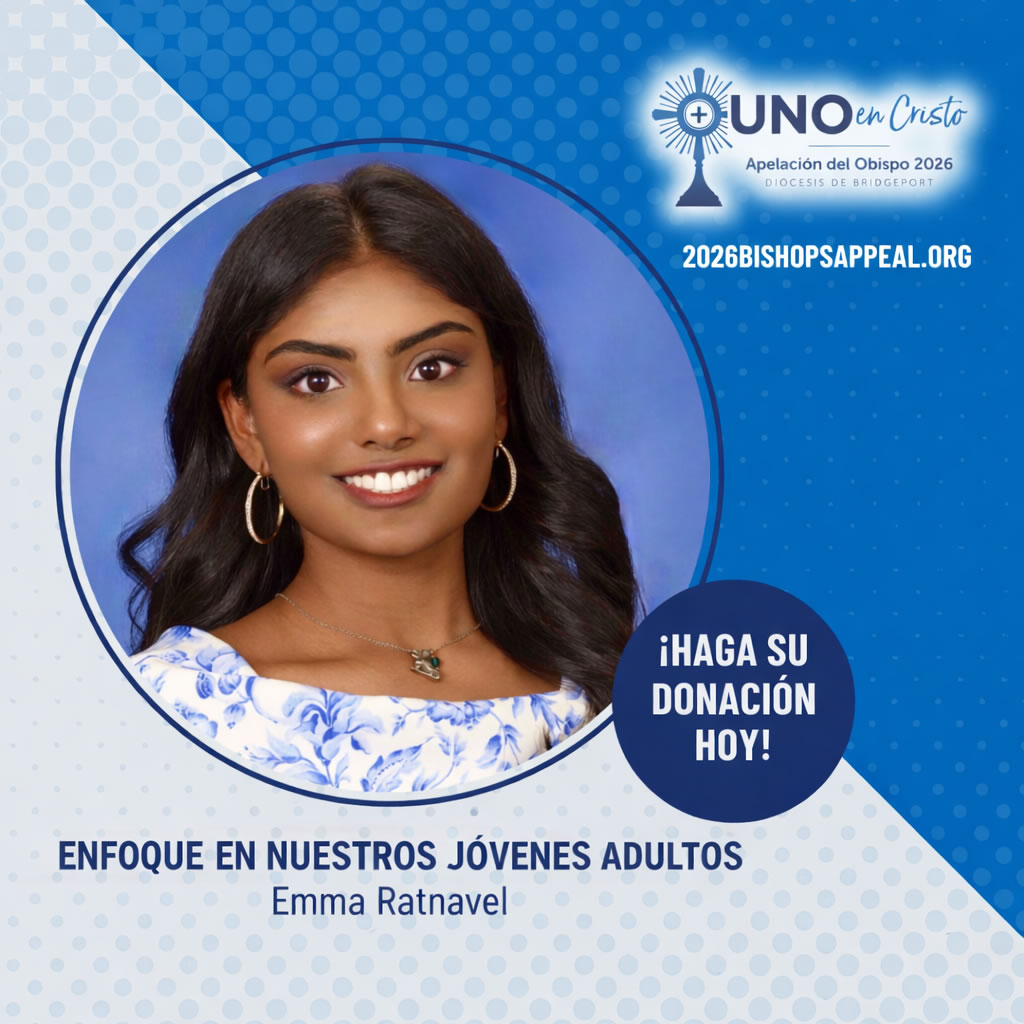 UNO en Cristo
Apelación del Obispo 2026
DIOCESIS DE BRIDGEPORT
2026BISHOPSAPPEAL.ORG
¡HAGA SU
DONACIÓN
HOY!
ENFOQUE EN NUESTROS JÓVENES ADULTOS
Emma Ratnavel